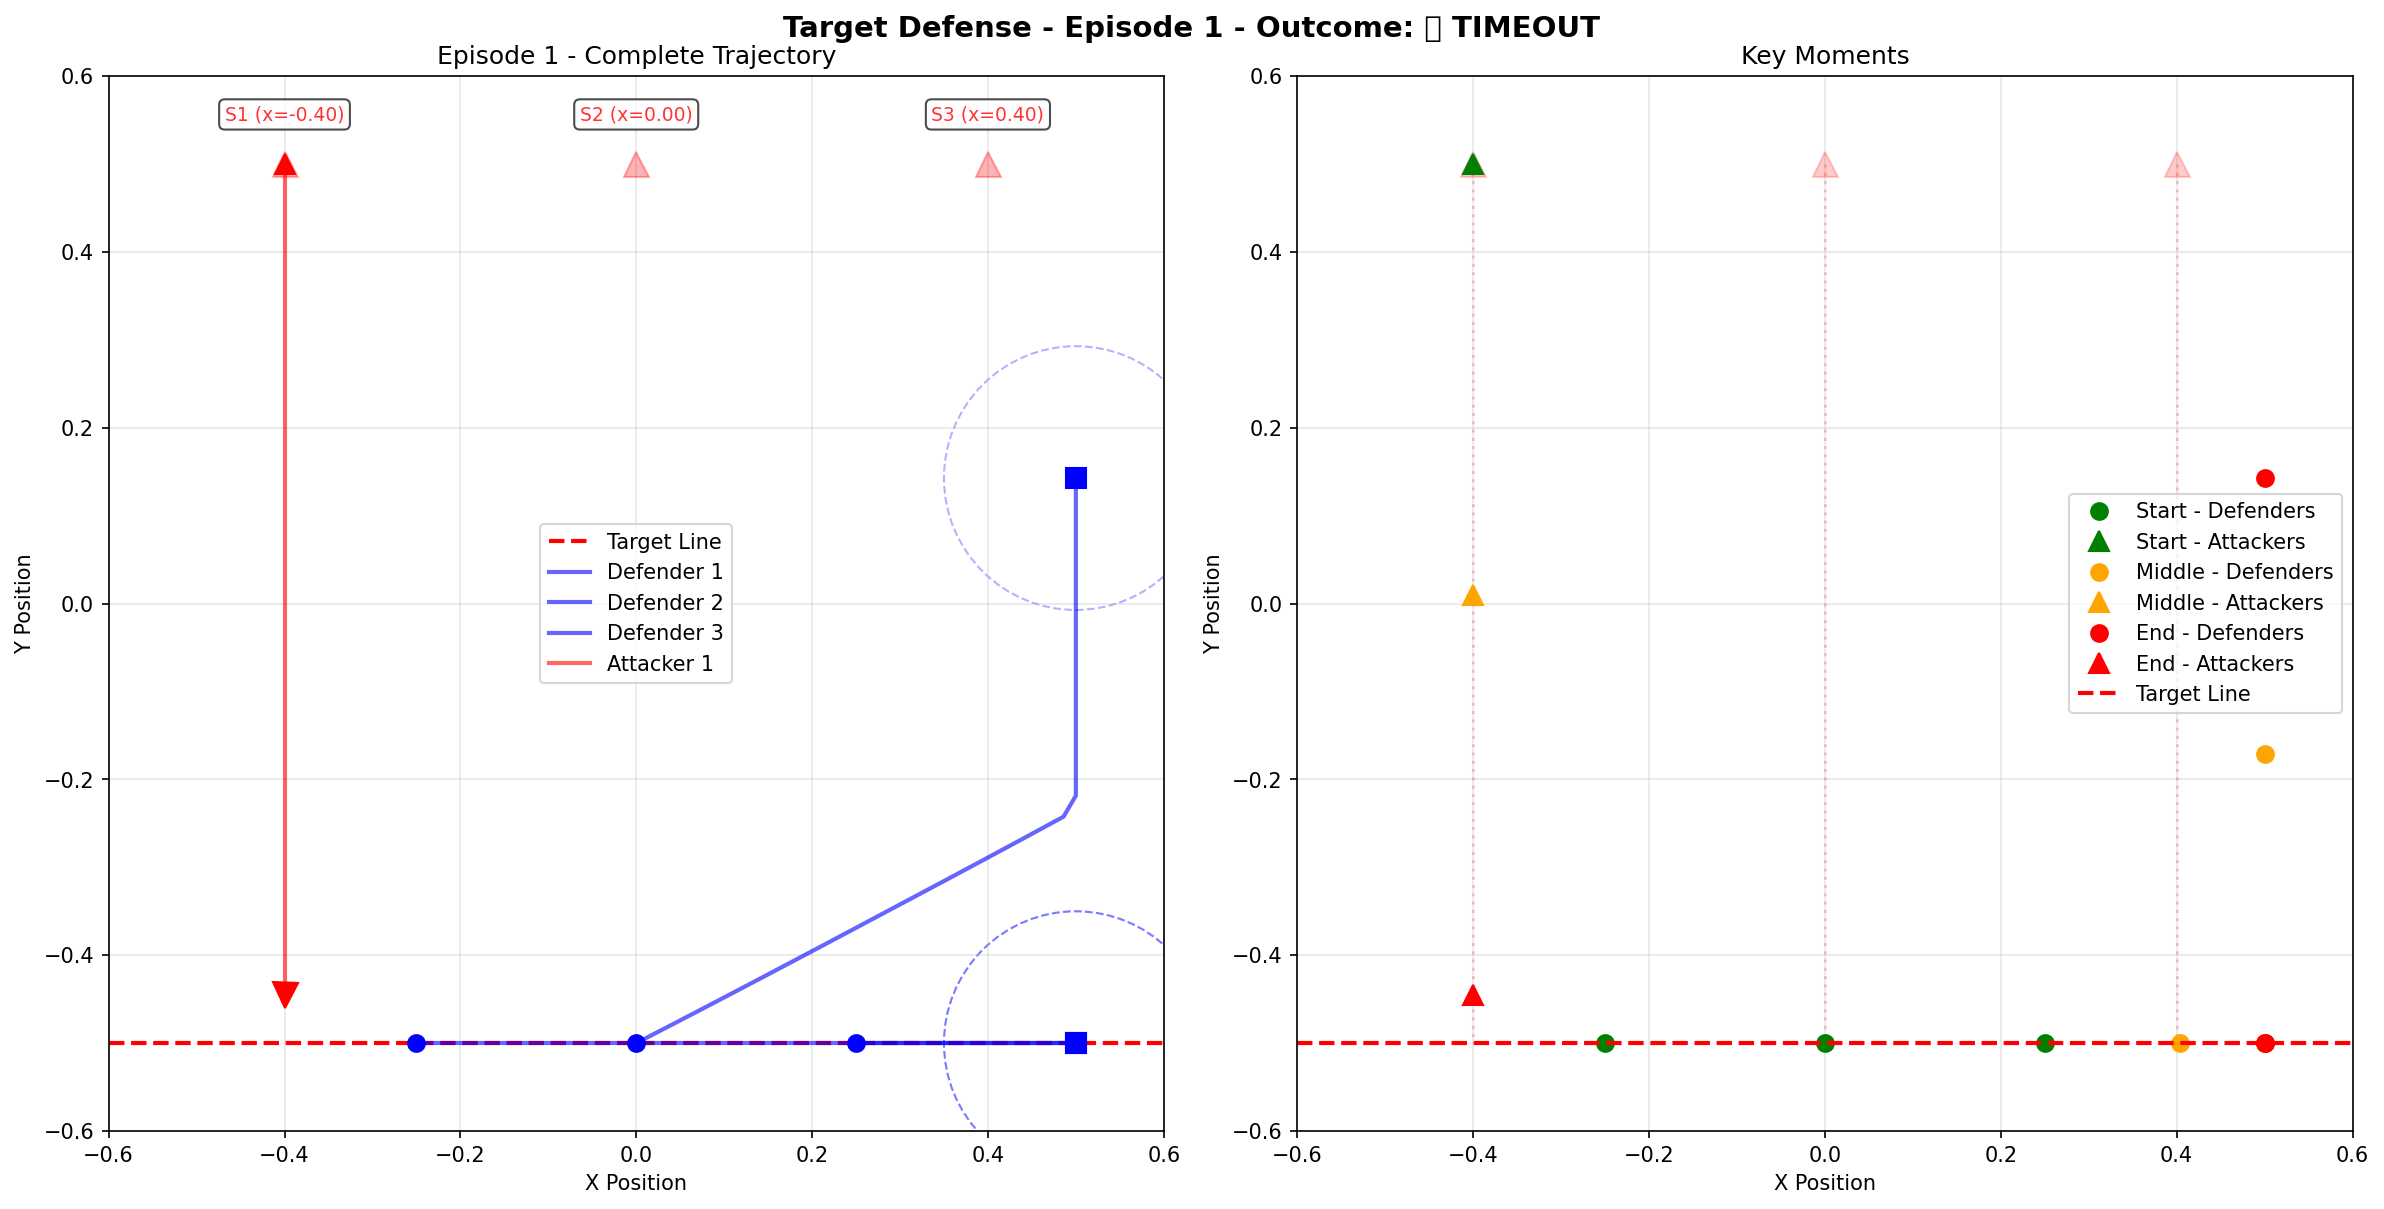 Target Defense - Episode 1 - Outcome: ▯ TIMEOUT
Episode 1 - Complete Trajectory
S1 (x=-0.40)
S2 (x=0.00)
S3 (x=0.40)
0.6
0.4
0.2
0.0
−0.2
−0.4
−0.6
Y Position
Target Line
Defender 1
Defender 2
Defender 3
Attacker 1
−0.6
−0.4
−0.2
0.0
0.2
0.4
0.6
X Position
Key Moments
0.6
0.4
0.2
0.0
−0.2
−0.4
−0.6
Y Position
Start - Defenders
Start - Attackers
Middle - Defenders
Middle - Attackers
End - Defenders
End - Attackers
Target Line
−0.6
−0.4
−0.2
0.0
0.2
0.4
0.6
X Position